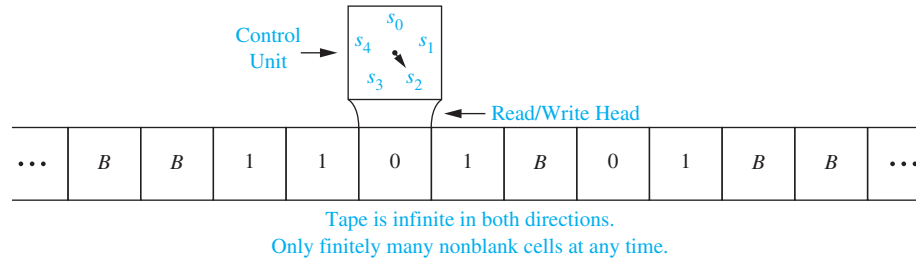 s0
Control
Unit
s4 s1
s3 s2
Read/Write Head
... B B 1 1 0 1 B 0 1 B B ...
Tape is infinite in both directions.
Only finitely many nonblank cells at any time.